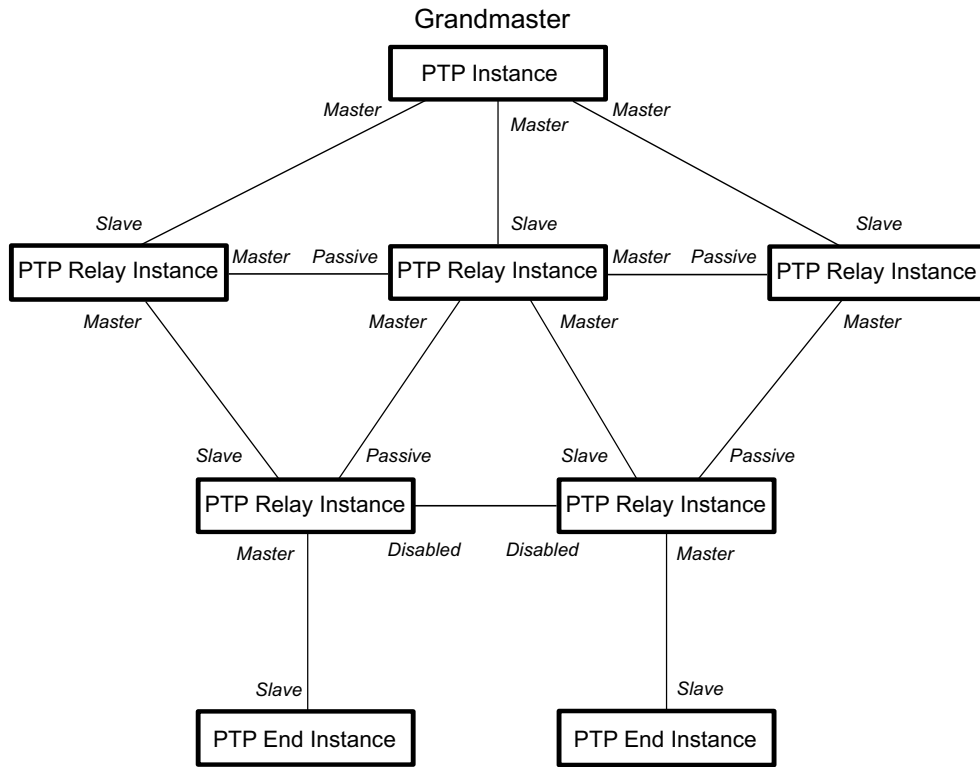 Grandmaster
PTP Instance
Master
Master
Master
Slave
Slave
Slave
PTP Relay Instance
Master
Passive
PTP Relay Instance
Master
Passive
PTP Relay Instance
Master
Master
Master
Master
Slave
Passive
Slave
Passive
PTP Relay Instance
PTP Relay Instance
Master
Disabled
Disabled
Master
Slave
Slave
PTP End Instance
PTP End Instance